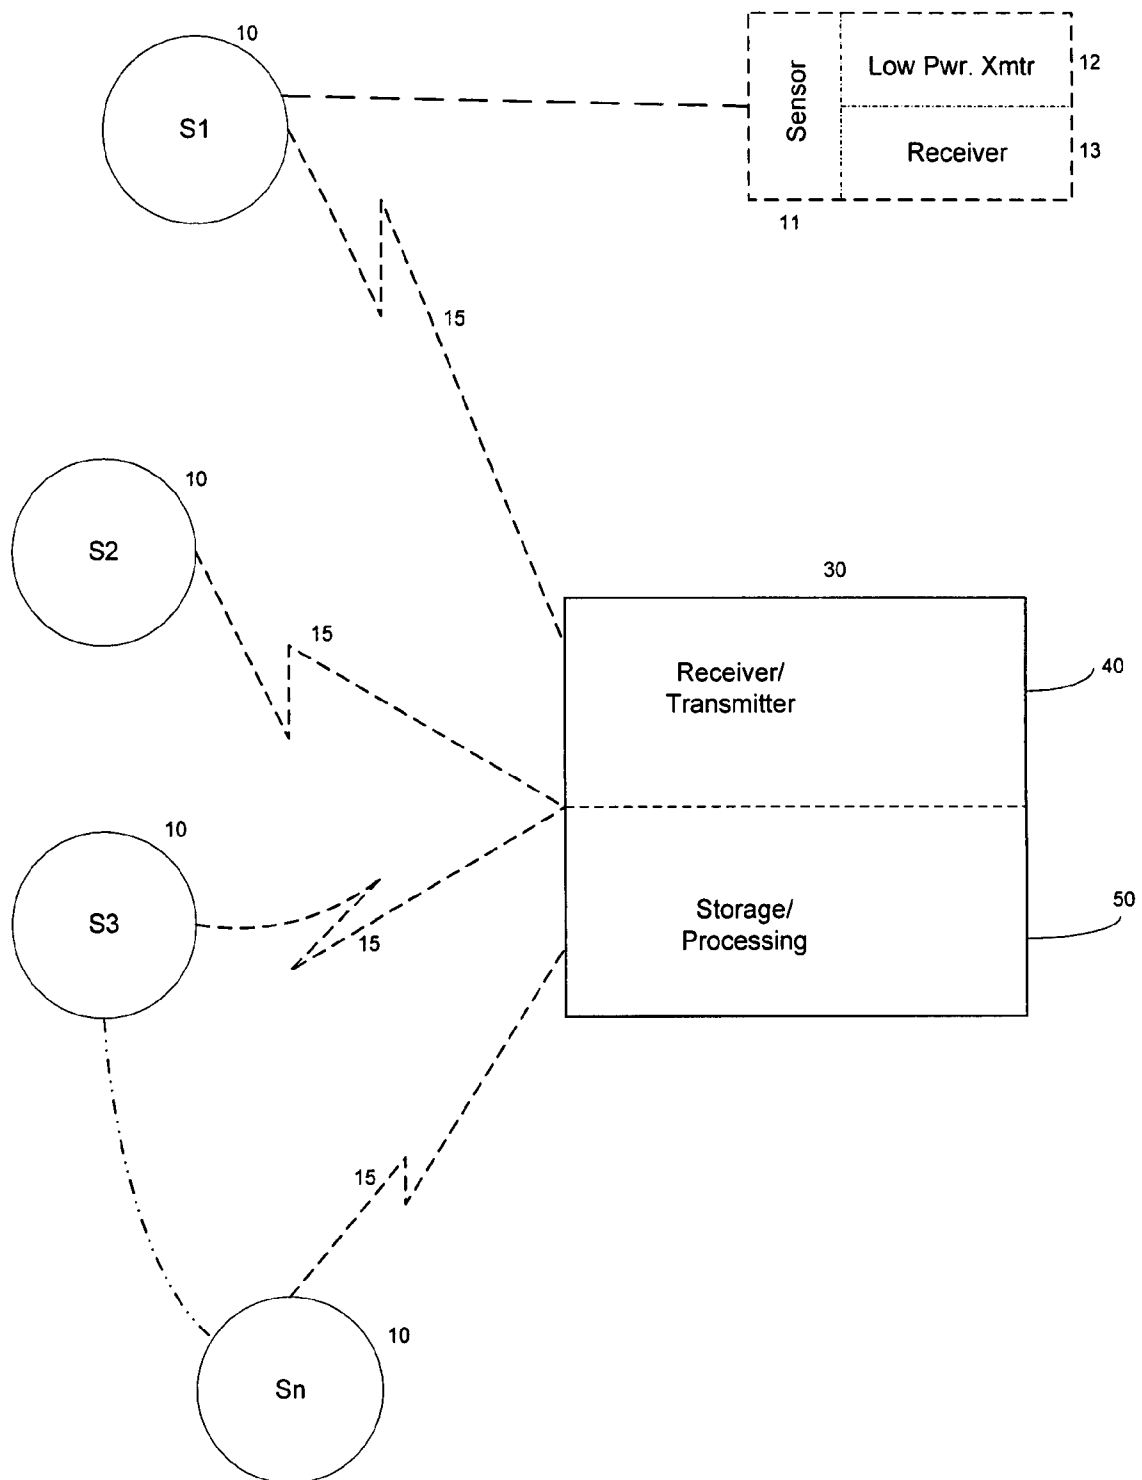 10
S1
Sensor
Low Pwr. Xmtr
12
Receiver
13
11
15
10
S2
15
30
Receiver/
Transmitter
40
10
S3
15
Storage/
Processing
50
15
10
Sn